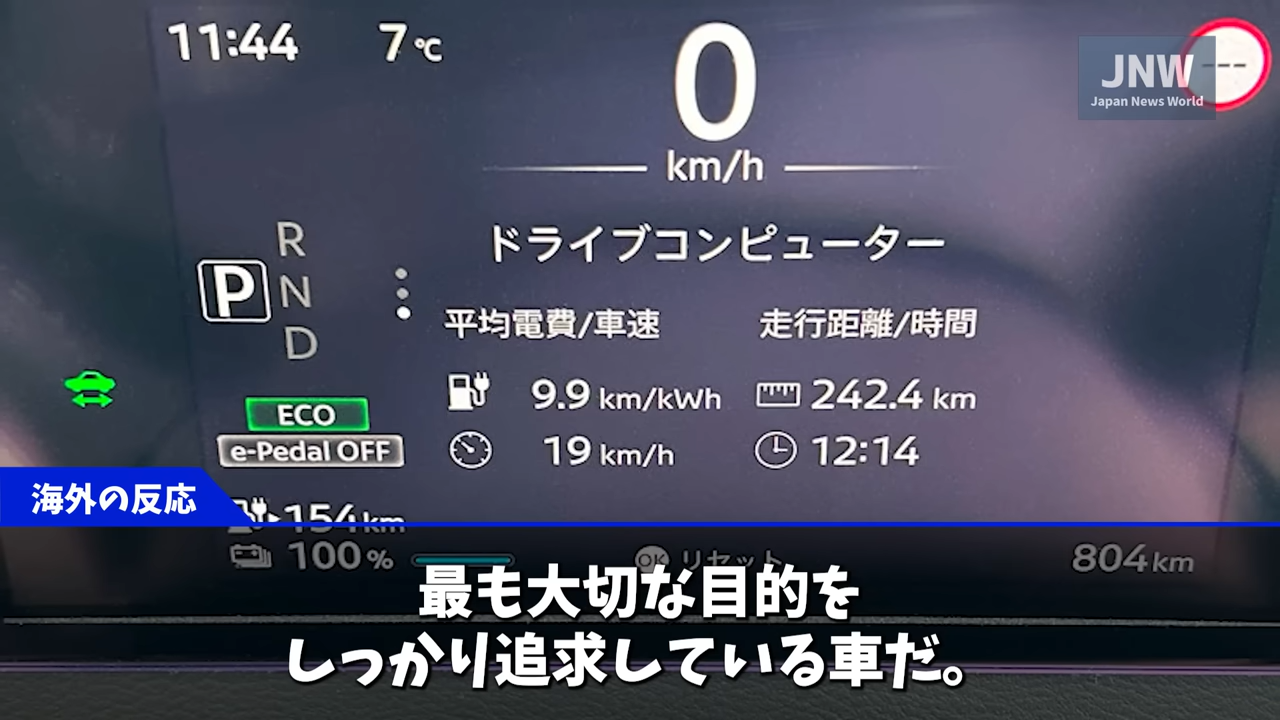 11:44 7℃
0
km/h
JNW
Japan News World
---
ドライブコンピューター
R
P N
D
平均電費/車速 走行距離/時間
9.9 km/kWh 242.4 km
19 km/h 12:14
ECO
e-Pedal OFF
海外の反応
154km
100% OK リセット 804km
最も大切な目的を
しっかり追求している車だ。